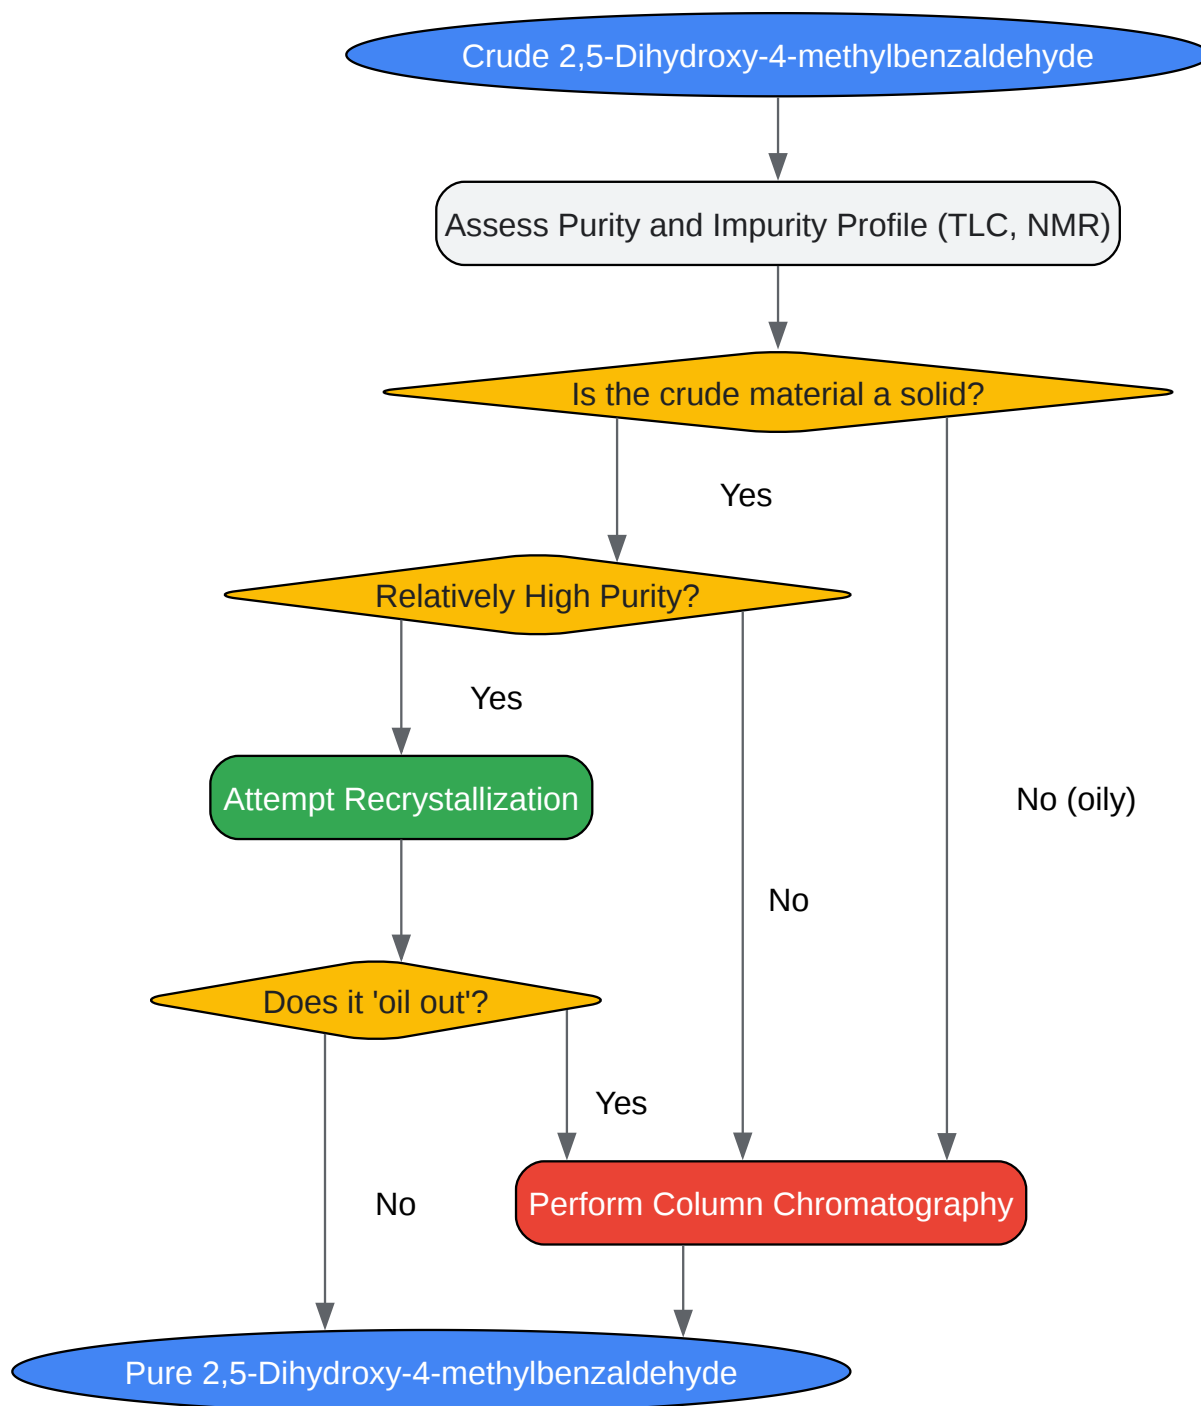 Crude 2,5-Dihydroxy-4-methylbenzaldehyde
Assess Purity and Impurity Profile (TLC, NMR)
Is the crude material a solid?
Yes
Relatively High Purity?
Yes
Attempt Recrystallization
No (oily)
No
Does it 'oil out'?
Yes
No
Perform Column Chromatography
Pure 2,5-Dihydroxy-4-methylbenzaldehyde